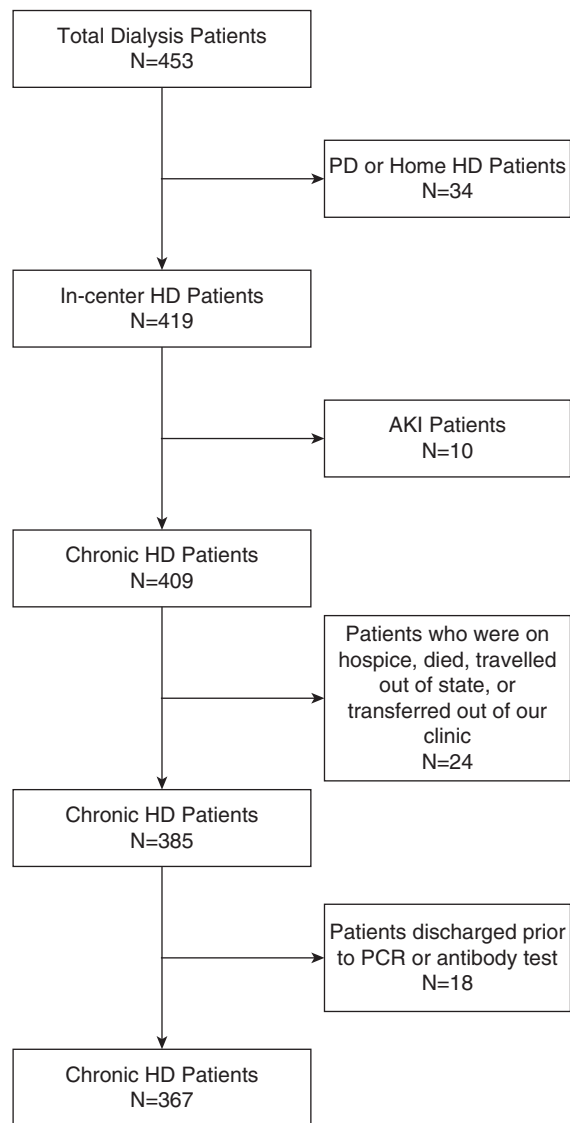 Total Dialysis Patients
N=453
PD or Home HD Patients
N=34
In-center HD Patients
N=419
AKI Patients
N=10
Chronic HD Patients
N=409
Patients who were on
hospice, died, travelled
out of state, or
transferred out of our
clinic
N=24
Chronic HD Patients
N=385
Patients discharged prior
to PCR or antibody test
N=18
Chronic HD Patients
N=367